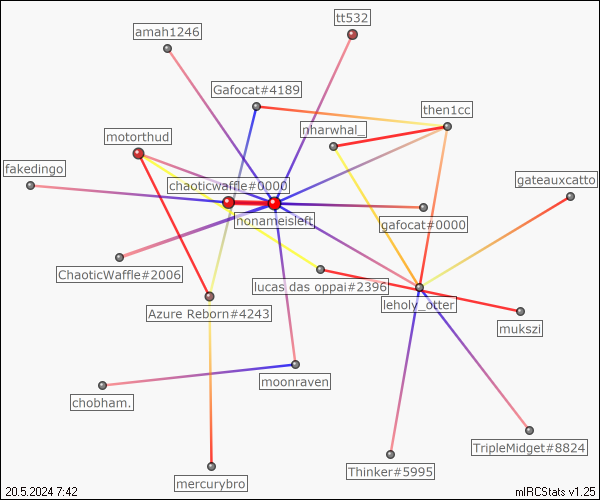 tt532
amah1246
Gafocat#4189
then1cc
nharwhal_
motorthud
fakedingo
chaoticwaffle#0000
gateauxcatto
nonameisleft
gafocat#0000
ChaoticWaffle#2006
lucas das oppai#2396
leholy_otter
Azure Reborn#4243
mukszi
moonraven
chobham.
TripleMidget#8824
Thinker#5995
mercurybro
20.5.2024 7:42
mIRCStats v1.25